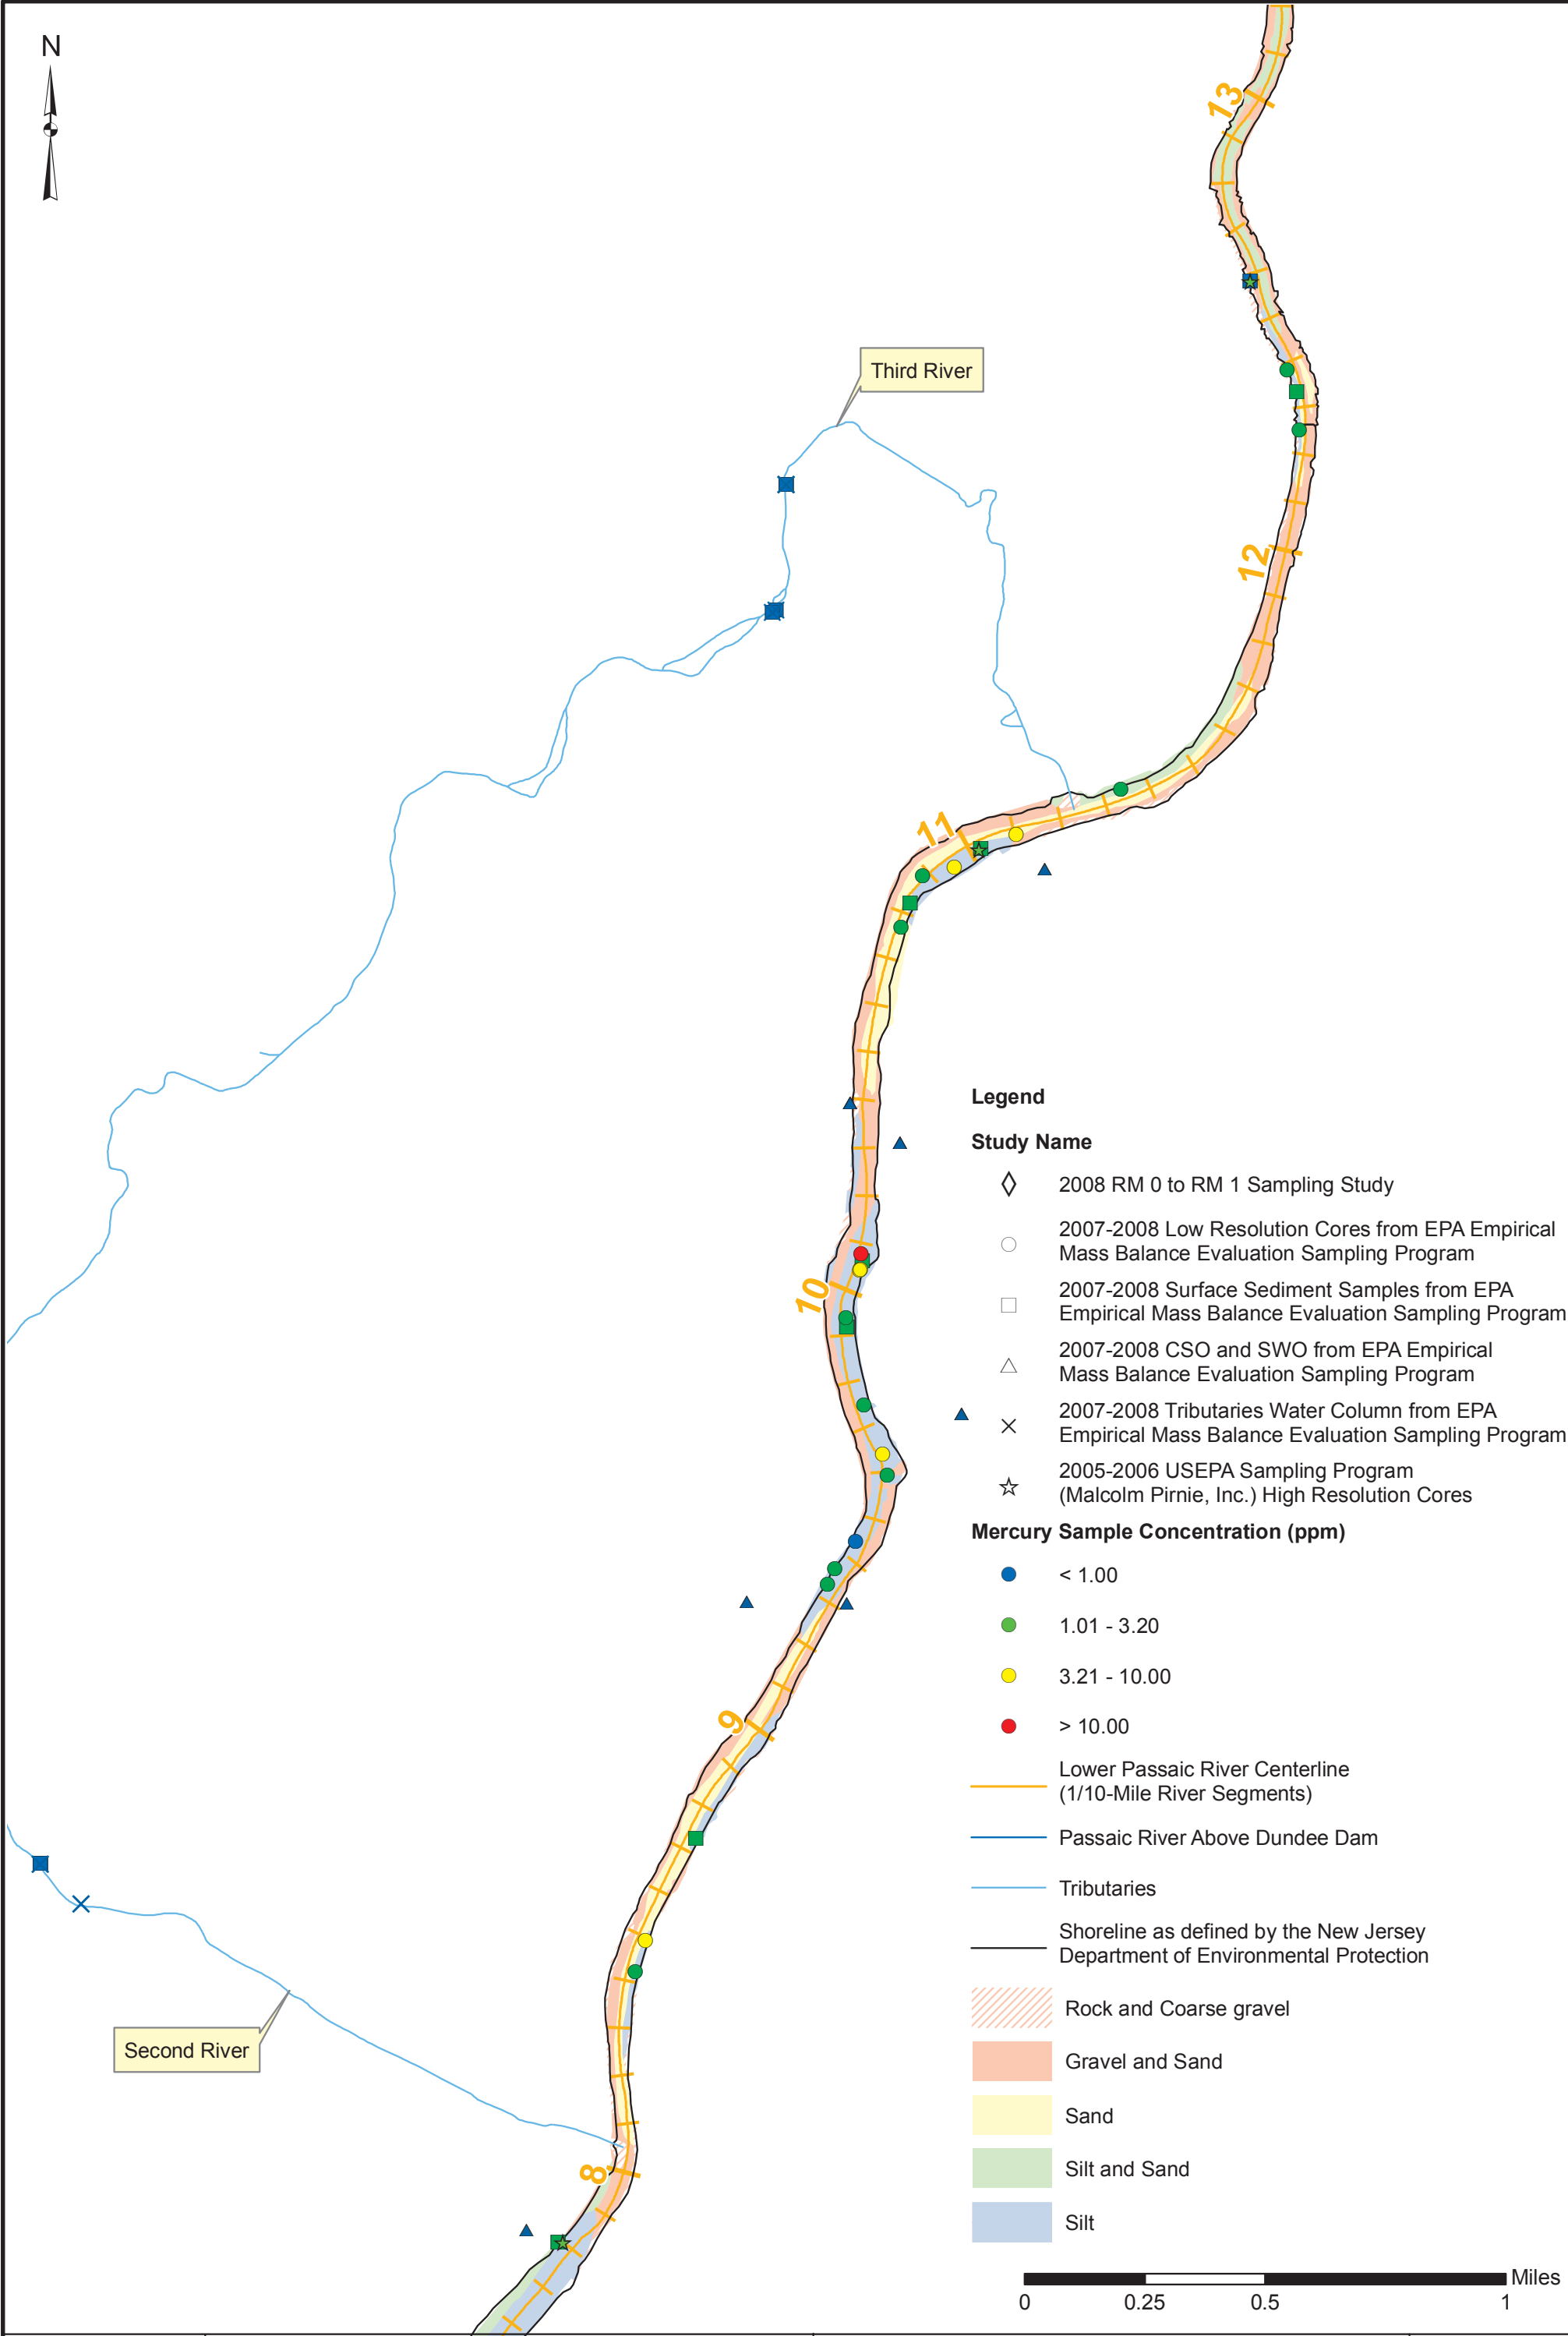 N
13
Third River
12
11
Legend
Study Name
2008 RM 0 to RM 1 Sampling Study
2007-2008 Low Resolution Cores from EPA Empirical
Mass Balance Evaluation Sampling Program
10
2007-2008 Surface Sediment Samples from EPA
Empirical Mass Balance Evaluation Sampling Program
2007-2008 CSO and SWO from EPA Empirical
Mass Balance Evaluation Sampling Program
2007-2008 Tributaries Water Column from EPA
Empirical Mass Balance Evaluation Sampling Program
2005-2006 USEPA Sampling Program
(Malcolm Pirnie, Inc.) High Resolution Cores
Mercury Sample Concentration (ppm)
< 1.00
1.01 - 3.20
3.21 - 10.00
> 10.00
9
Lower Passaic River Centerline
(1/10-Mile River Segments)
Passaic River Above Dundee Dam
Tributaries
Shoreline as defined by the New Jersey
Department of Environmental Protection
Rock and Coarse gravel
Second River
Gravel and Sand
Sand
8
Silt and Sand
Silt
Miles
0 0.25 0.5 1